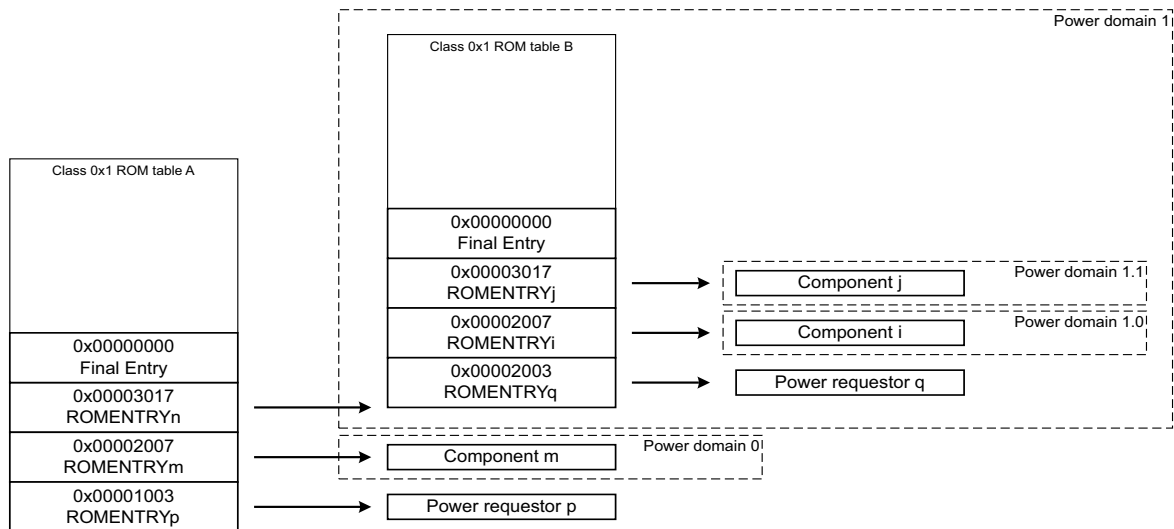 Power domain 1
Class 0x1 ROM table B
0x00000000
Final Entry
0x00003017
ROMENTRYj
Component j
Power domain 1.1
0x00002007
ROMENTRYi
Component i
Power domain 1.0
0x00002003
ROMENTRYq
Power requestor q
Class 0x1 ROM table A
0x00000000
Final Entry
0x00003017
ROMENTRYn
0x00002007
ROMENTRYm
Component m
Power domain 0
0x00001003
ROMENTRYp
Power requestor p